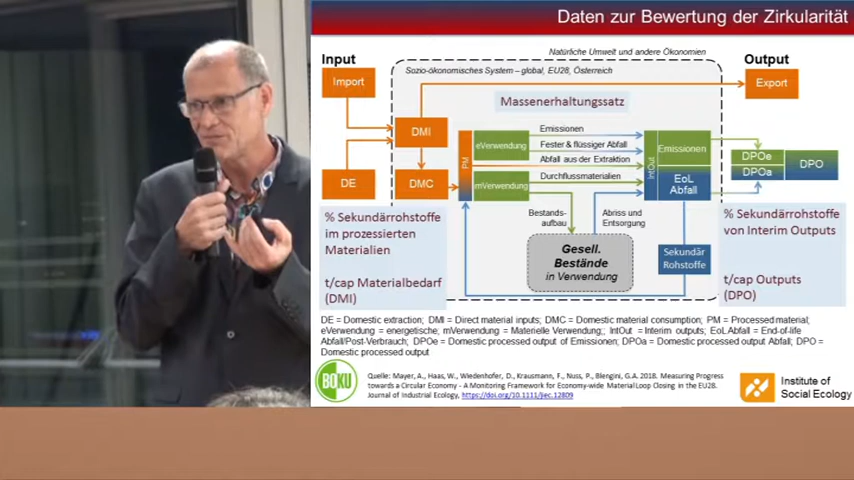 Daten zur Bewertung der Zirkularität
Natürliche Umwelt und andere Ökonomien
Input
Output
Sozio-ökonomisches System – global, EU28, Österreich
Import
Export
Massenerhaltungssatz
DMI
Emissionen
eVerwendung
Fester & flüssiger Abfall
Emissionen
DPOe
DPO
PM
Abfall aus der Extraktion
IntOut
DPOa
DE
DMC
mVerwendung
Durchflussmaterialien
EoL
Abfall
Bestands-
aufbau
Abriss und
Entsorgung
% Sekundärrohstoffe
im prozessierten
Materialien
t/cap Materialbedarf
(DMI)
Gesell.
Bestände
in Verwendung
Sekundär
Rohstoffe
% Sekundärrohstoffe
von Interim Outputs
t/cap Outputs
(DPO)
DE = Domestic extraction; DMI = Direct material inputs; DMC = Domestic material consumption; PM = Processed material;
eVerwendung = energetische; mVerwendung = Materielle Verwendung;; IntOut = Interim outputs; EoL Abfall = End-of-life
Abfall/Post-Verbrauch; DPOe = Domestic processed output of Emissionen; DPOa = Domestic processed output Abfall; DPO =
Domestic processed output
BOKU
Quelle: Mayer, A., Haas, W., Wiedenhofer, D., Krausmann, F., Nuss, P., Blengini, G.A. 2018. Measuring Progress
towards a Circular Economy - A Monitoring Framework for Economy-wide Material Loop Closing in the EU28.
Journal of Industrial Ecology, https://doi.org/10.1111/jiec.12809
Institute of
Social Ecology